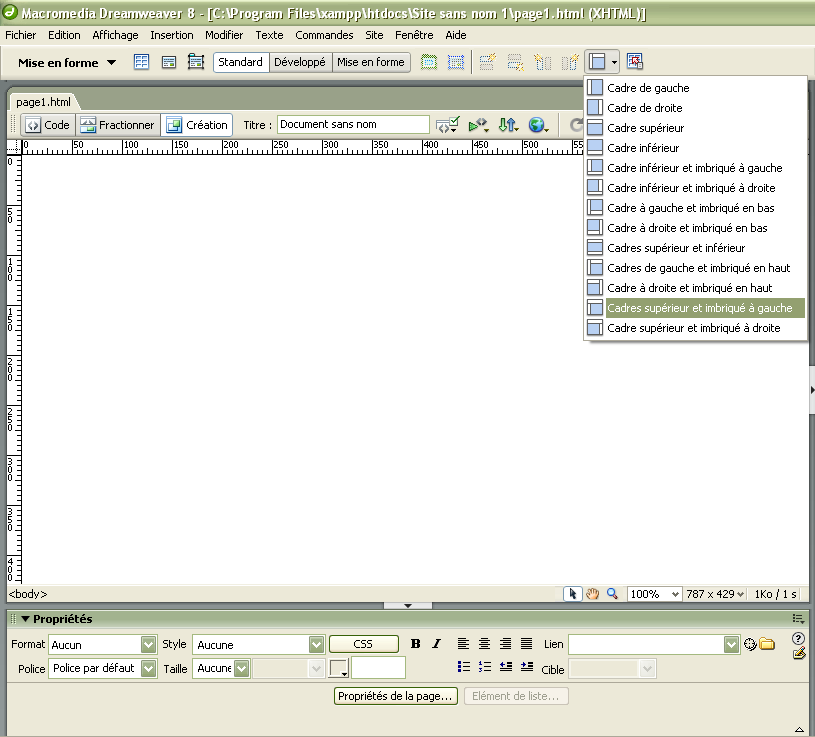 Macromedia Dreamweaver 8 - [C:\Program Files\xampp\htdocs\Site sans nom 1\page1.html (XHTML)]
Fichier Edition Affichage Insertion Modifier Texte Commandes Site Fenêtre Aide
Mise en forme Standard Développé Mise en forme
page1.html
Code Fractionner Création Titre : Document sans nom
0 50 100 150 200 250 300 350 400 450 500 55
Cadre de gauche
Cadre de droite
Cadre supérieur
Cadre inférieur
Cadre inférieur et imbriqué à gauche
Cadre inférieur et imbriqué à droite
Cadre à gauche et imbriqué en bas
Cadre à droite et imbriqué en bas
Cadres supérieur et inférieur
Cadres de gauche et imbriqué en haut
Cadre à droite et imbriqué en haut
Cadres supérieur et imbriqué à gauche
Cadre supérieur et imbriqué à droite
0
50
100
150
200
250
300
350
400
<body> 100% 787 x 429 1Ko / 1 s
Propriétés
Format Aucun Style Aucune CSS B I Lien
Police Police par défaut Taille Aucune Cible
Propriétés de la page... Elément de liste...